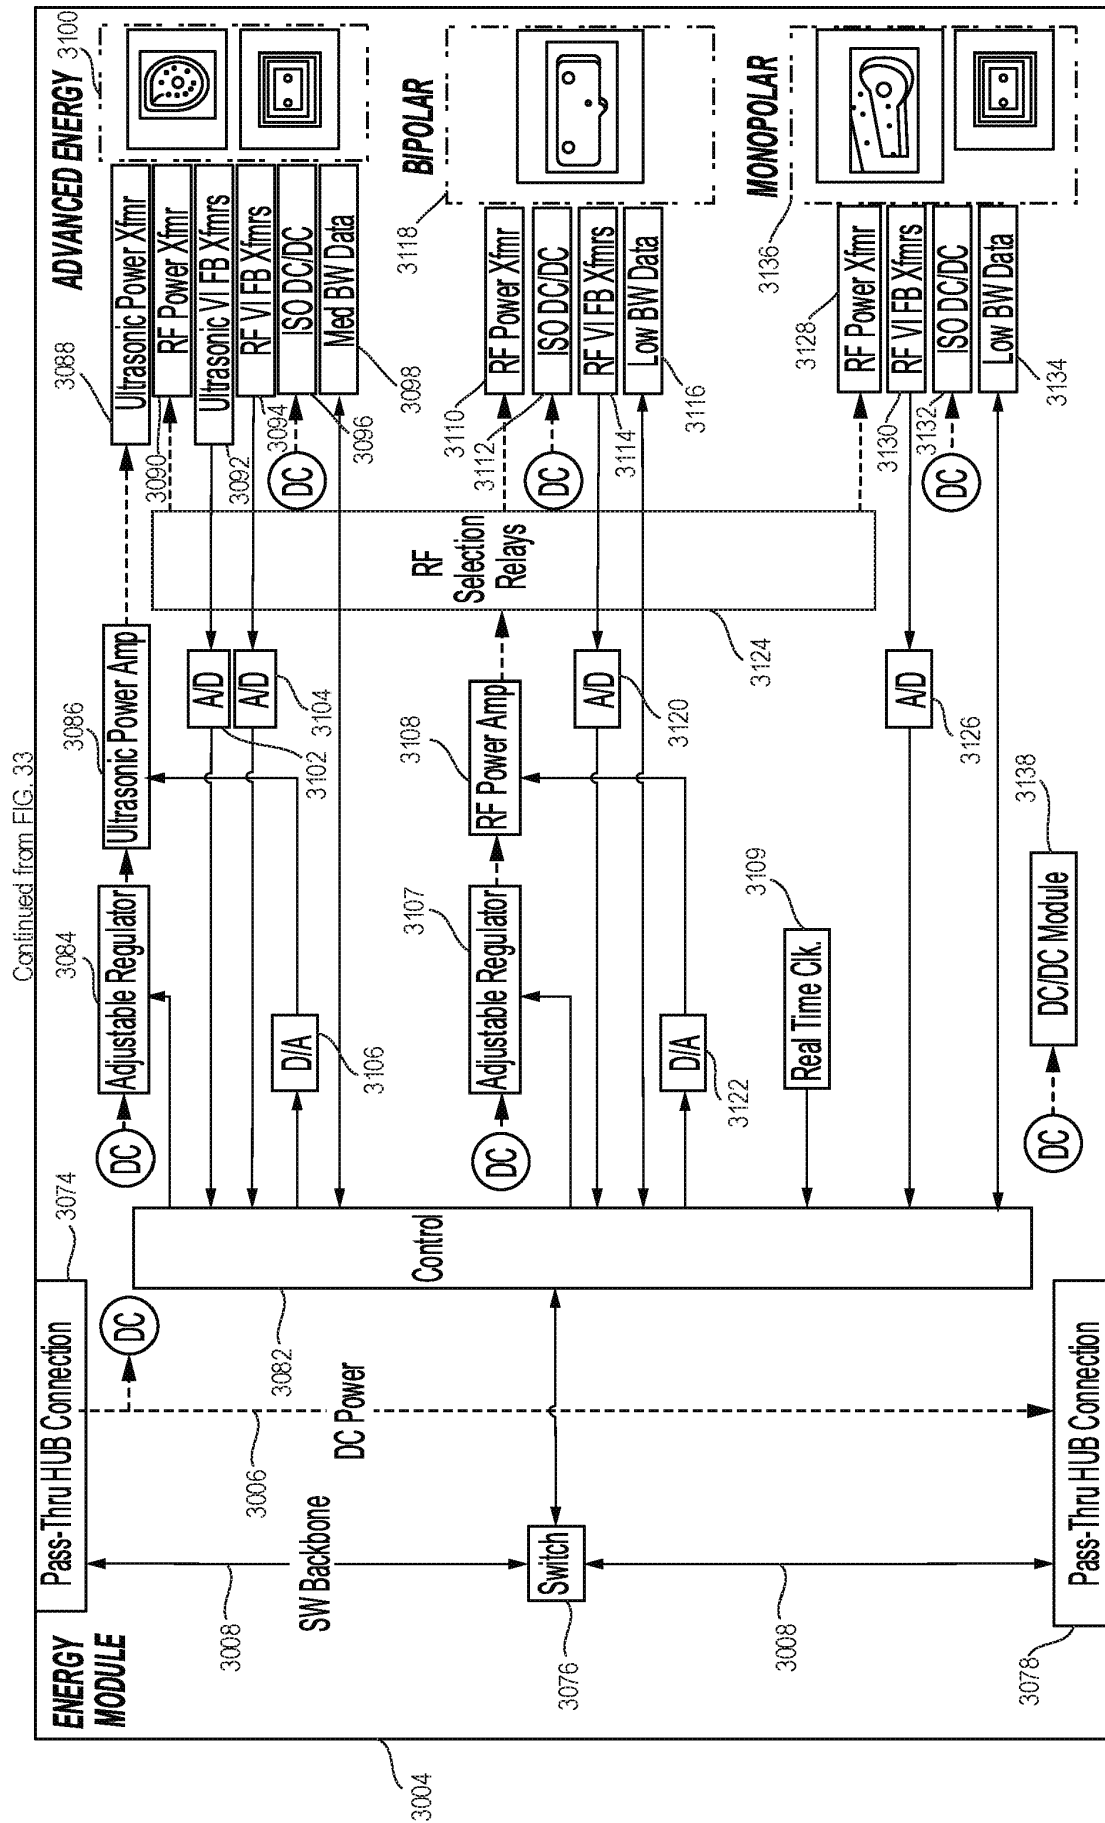 Continued from FIG. 33
ENERGY
MODULE
3004
Pass-Thru HUB Connection
3074
3008
SW Backbone
Switch
3076
3008
Pass-Thru HUB Connection
3078
3006
DC Power
DC
3082
Control
DC
Adjustable Regulator
3084
Ultrasonic Power Amp
3086
D/A
3106
A/D
3102
A/D
3104
DC
Adjustable Regulator
3107
RF Power Amp
3108
D/A
3122
A/D
3120
Real Time Clk.
3109
A/D
3126
DC
DC/DC Module
3138
RF
Selection
Relays
3124
ADVANCED ENERGY
3100
3088
Ultrasonic Power Xfmr
3090
RF Power Xfmr
3092
Ultrasonic VI FB Xfmrs
3094
RF VI FB Xfmrs
DC
3096
ISO DC/DC
3098
Med BW Data
BIPOLAR
3118
3110
RF Power Xfmr
3112
DC
ISO DC/DC
3114
RF VI FB Xfmrs
3116
Low BW Data
MONOPOLAR
3136
3128
RF Power Xfmr
3130
RF VI FB Xfmrs
3132
DC
ISO DC/DC
3134
Low BW Data